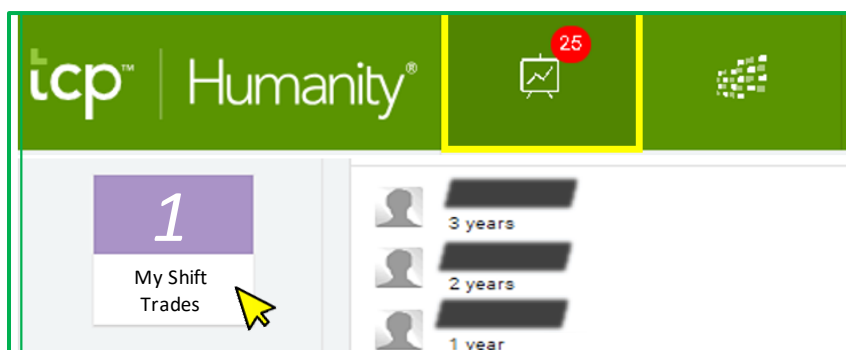 tcp™ Humanity®
25
1
My Shift
Trades
3 years
2 years
1 year